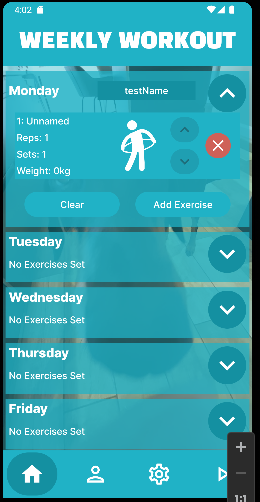 4:02
WEEKLY WORKOUT
Monday
testName
1: Unnamed
Reps: 1
Sets: 1
Weight: 0kg
Clear
Add Exercise
Tuesday
No Exercises Set
Wednesday
No Exercises Set
Thursday
No Exercises Set
Friday
No Exercises Set
1:1